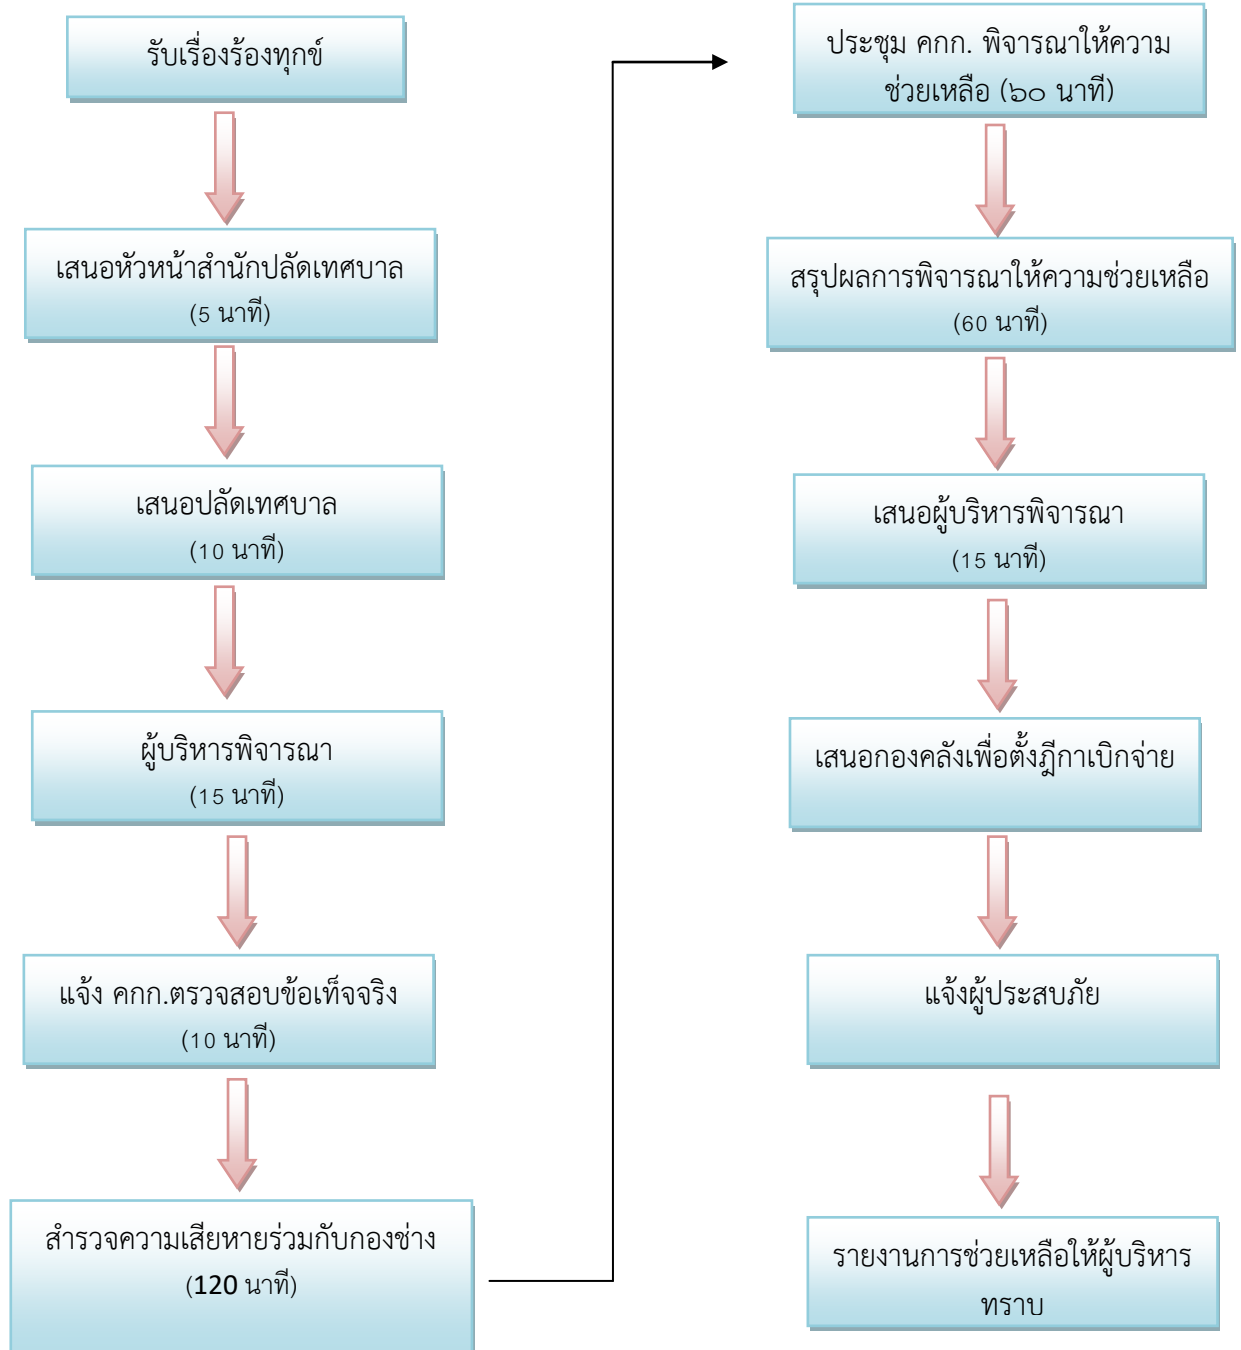 รับเรื่องร้องทุกข์
เสนอหัวหน้าสำนักปลัดเทศบาล
(5 นาที)
เสนอปลัดเทศบาล
(10 นาที)
ผู้บริหารพิจารณา
(15 นาที)
แจ้ง คกก.ตรวจสอบข้อเท็จจริง
(10 นาที)
สำรวจความเสียหายร่วมกับกองช่าง
(120 นาที)
ประชุม คกก. พิจารณาให้ความ
ช่วยเหลือ (๖๐ นาที)
สรุปผลการพิจารณาให้ความช่วยเหลือ
(60 นาที)
เสนอผู้บริหารพิจารณา
(15 นาที)
เสนอกองคลังเพื่อตั้งฎีกาเบิกจ่าย
แจ้งผู้ประสบภัย
รายงานการช่วยเหลือให้ผู้บริหาร
ทราบ